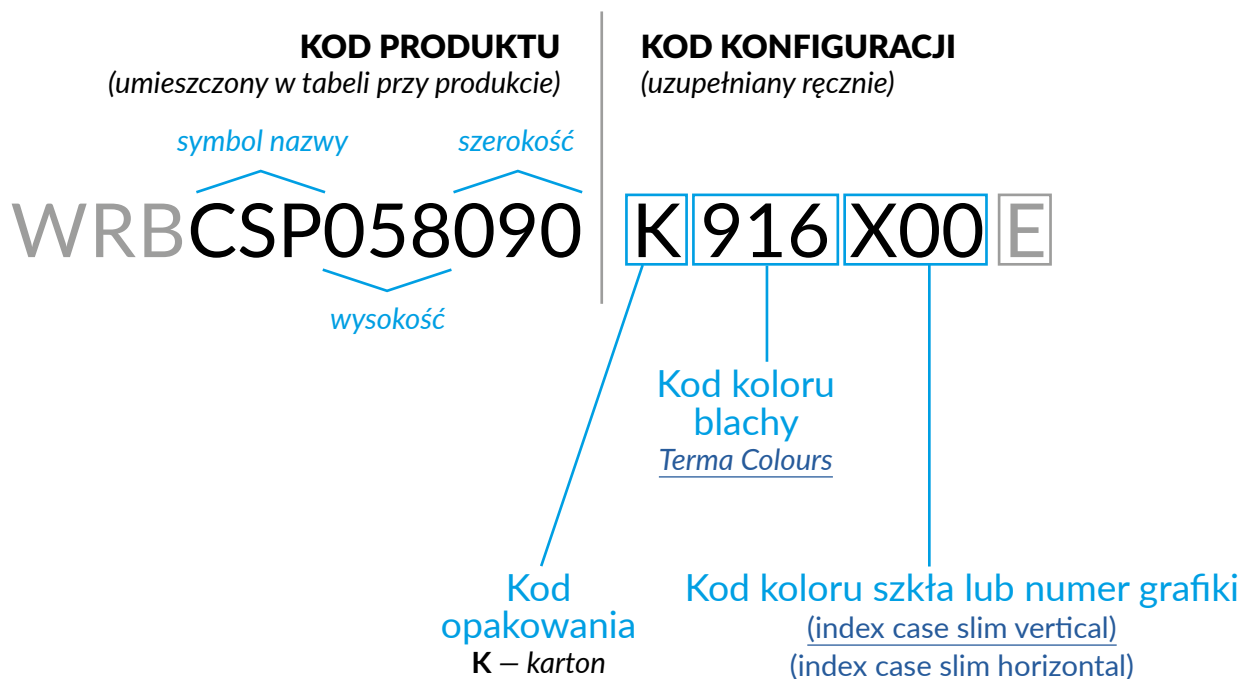 KOD PRODUKTU
(umieszczony w tabeli przy produkcie)
KOD KONFIGURACJI
(uzupełniany ręcznie)
symbol nazwy
szerokość
WRBCSP058090 K 916 X00 E
wysokość
Kod koloru
blachy
Terma Colours
Kod
opakowania
K – karton
Kod koloru szkła lub numer grafiki
(index case slim vertical)
(index case slim horizontal)